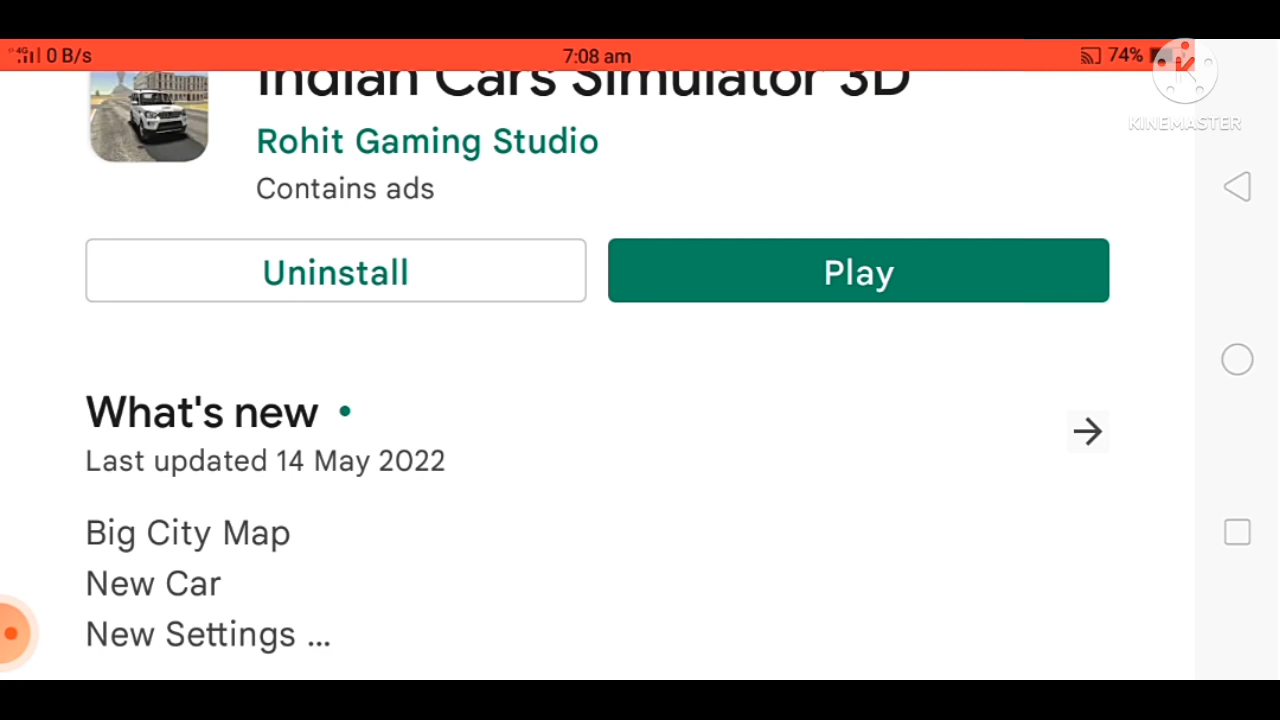 4G 0 B/s 7:08 am 74%
Indian Cars Simulator 3D
Rohit Gaming Studio
Contains ads
KINEMASTER
Uninstall Play
What's new •
Last updated 14 May 2022
Big City Map
New Car
New Settings ...